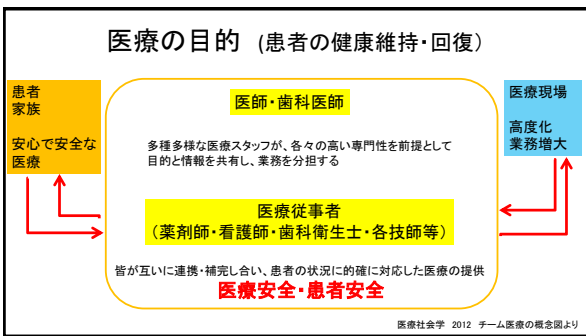 医療の目的 (患者の健康維持・回復)
患者
家族
安心で安全な
医療
医師・歯科医師
多種多様な医療スタッフが、各々の高い専門性を前提として
目的と情報を共有し、業務を分担する
医療従事者
(薬剤師・看護師・歯科衛生士・各技師等)
皆が互いに連携・補完し合い、患者の状況に的確に対応した医療の提供
医療安全・患者安全
医療現場
高度化
業務増大
医療社会学 2012 チーム医療の概念図より